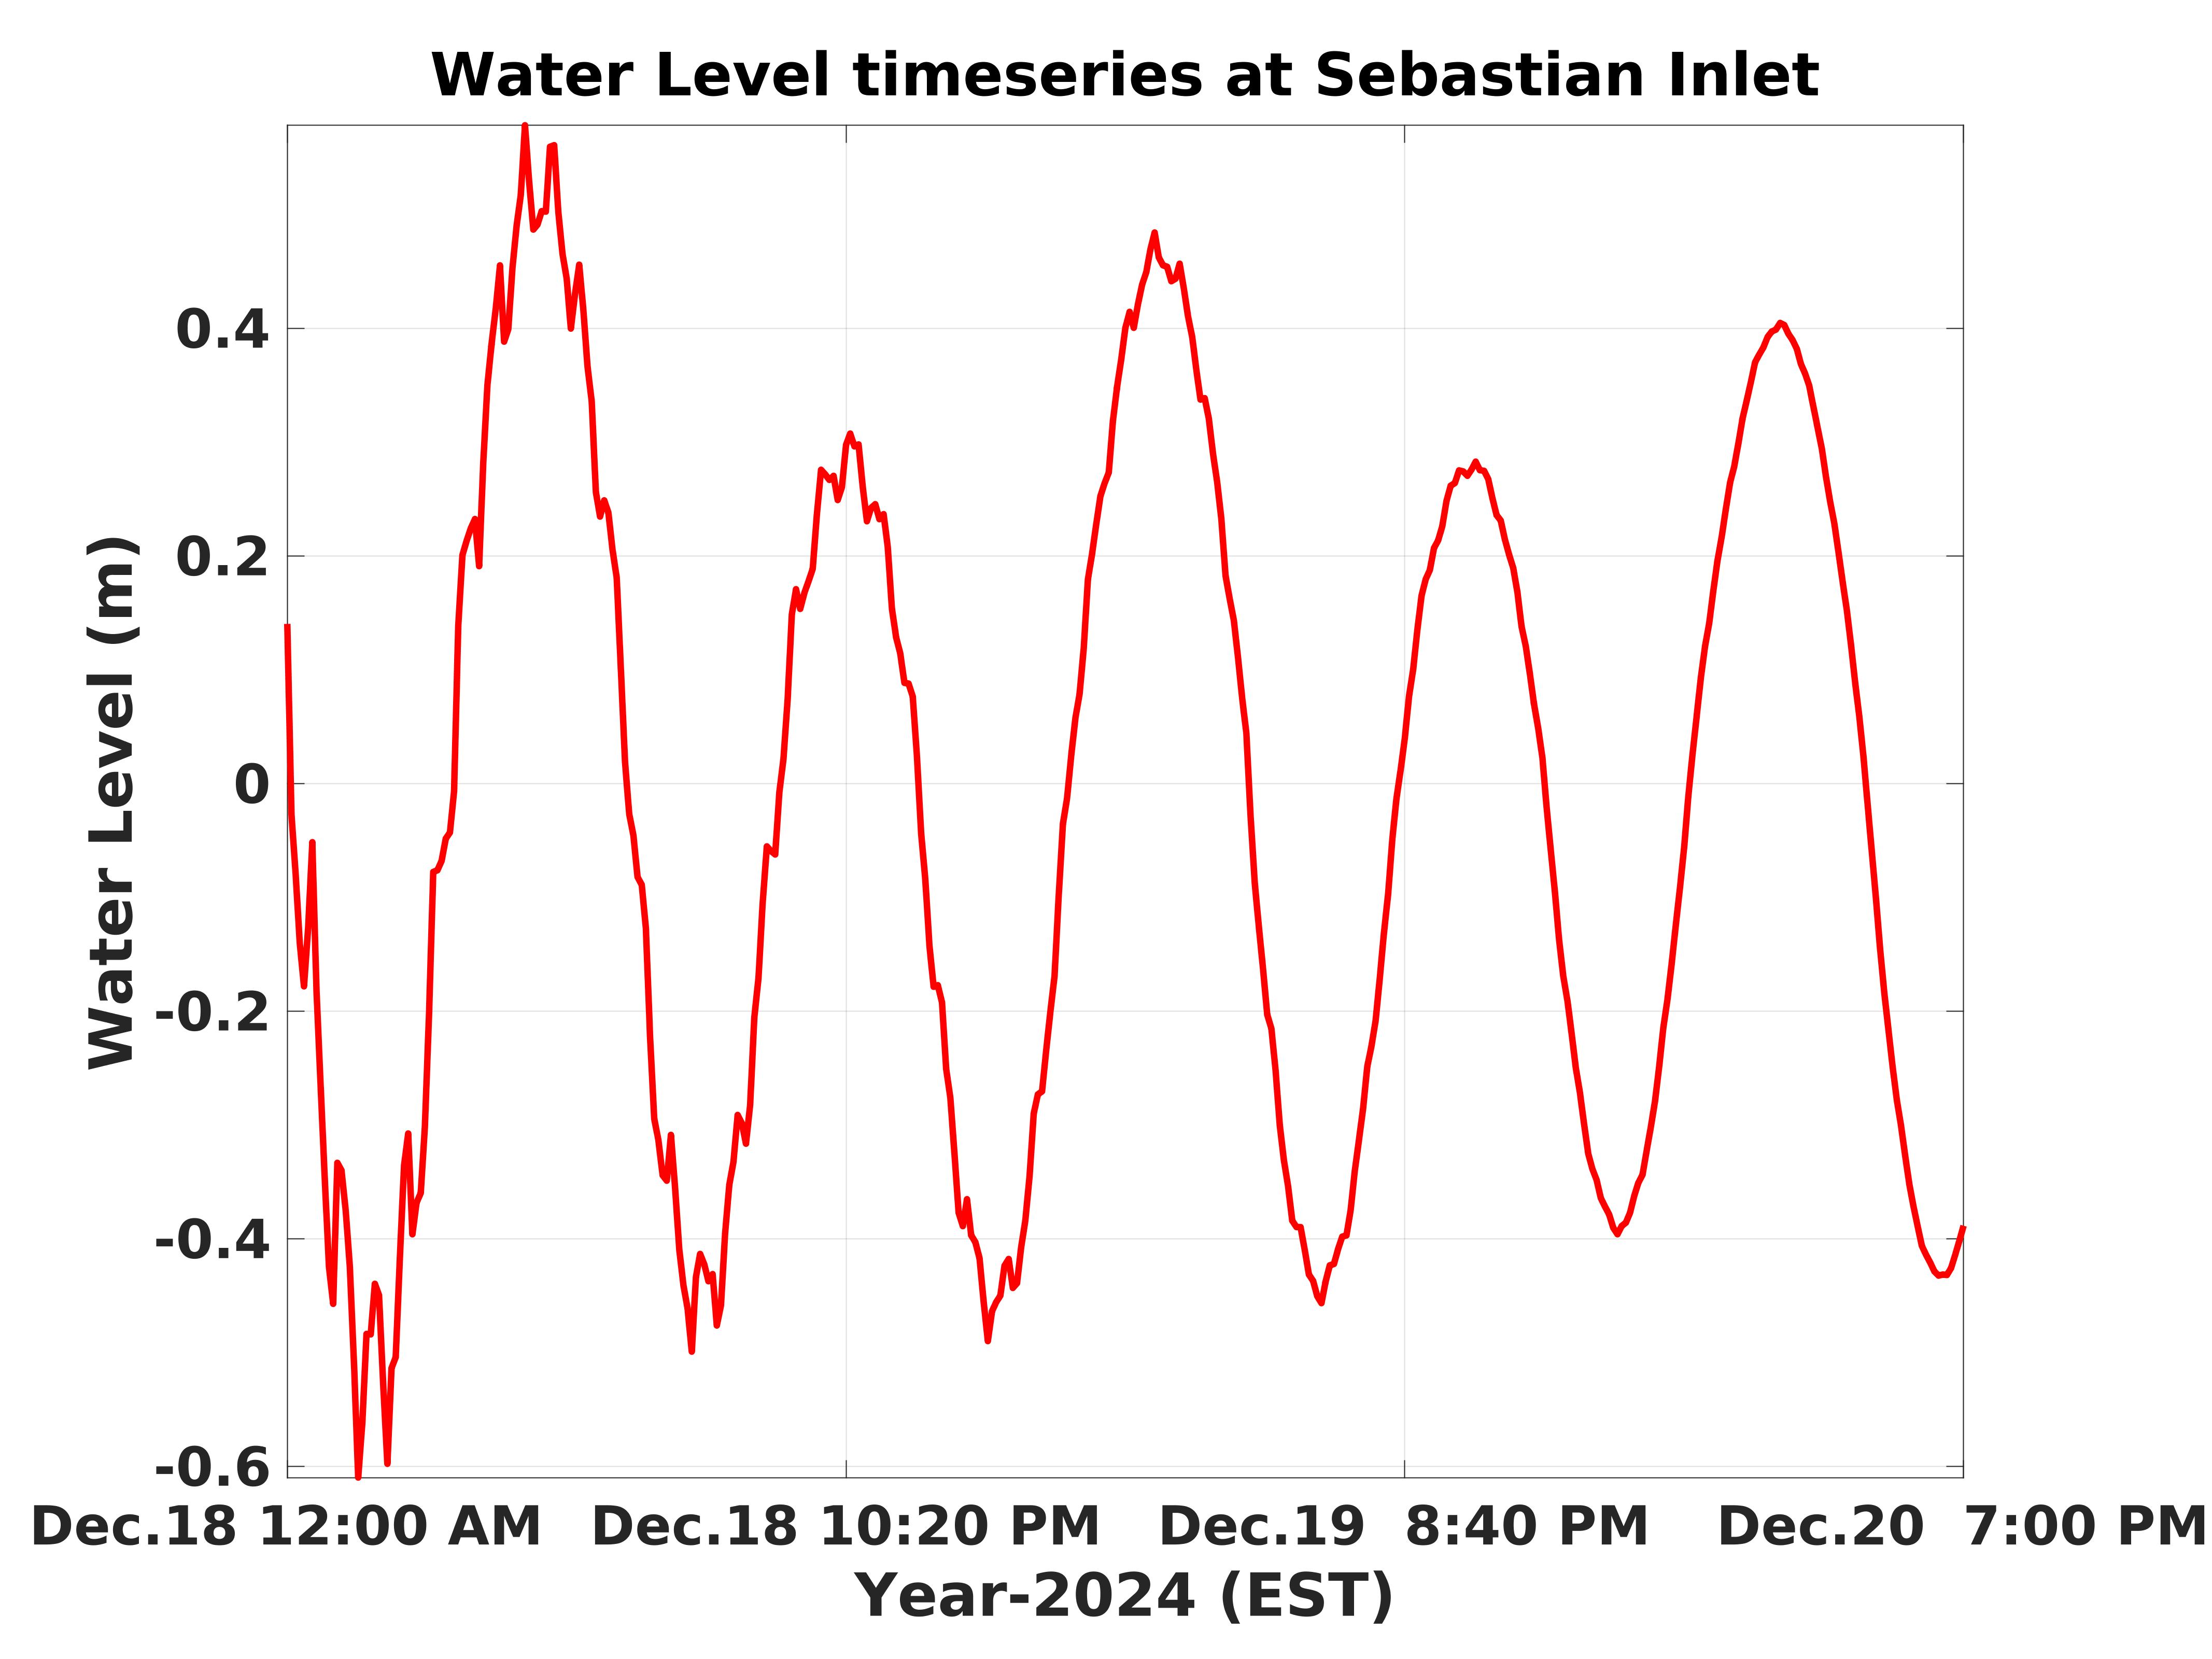 Water Level timeseries at Sebastian Inlet
Water Level (m)
0.4
0.2
0
-0.2
-0.4
-0.6
Dec.18 12:00 AM Dec.18 10:20 PM Dec.19 8:40 PM Dec.20 7:00 PM
Year-2024 (EST)